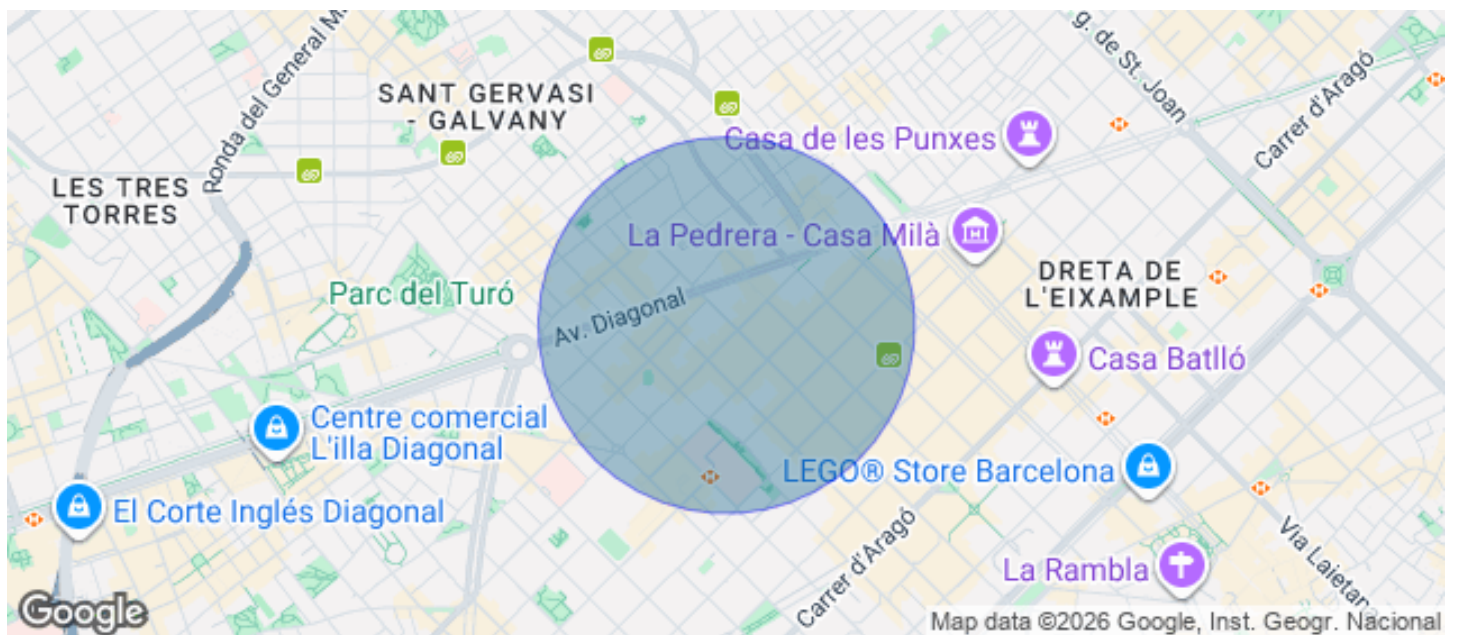 Ronda del General Mi
g. de St. Joan
Carrer d'Aragó
SANT GERVASI
- GALVANY
Casa de les Punxes
LES TRES
TORRES
La Pedrera - Casa Milà
DRETA DE
L'EIXAMPLE
Parc del Turó
Av. Diagonal
Casa Batlló
Centre comercial
L'illa Diagonal
LEGO® Store Barcelona
El Corte Inglés Diagonal
Carrer d'Aragó
La Rambla
Via Laietana
Google
Map data ©2026 Google, Inst. Geogr. Nacional